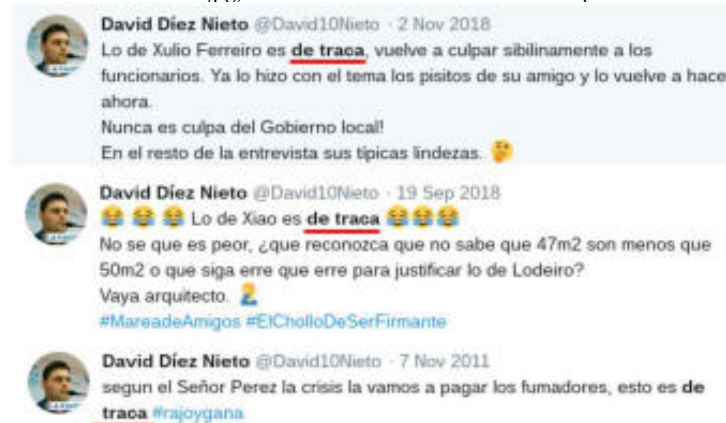 David Díez Nieto @David10Nieto · 2 Nov 2018
Lo de Xulio Ferreiro es de traca, vuelve a culpar sibilinamente a los
funcionarios. Ya lo hizo con el tema los pisitos de su amigo y lo vuelve a hace
ahora.
Nunca es culpa del Gobierno local!
En el resto de la entrevista sus típicas lindezas. 🤔
David Díez Nieto @David10Nieto · 19 Sep 2018
😂 😂 😂 Lo de Xiao es de traca 😂😂😂
No se que es peor, ¿que reconozca que no sabe que 47m2 son menos que
50m2 o que siga erre que erre para justificar lo de Lodeiro?
Vaya arquitecto.
#MareadeAmigos #ElCholloDeSerFirmante
David Díez Nieto @David10Nieto · 7 Nov 2011
segun el Señor Perez la crisis la vamos a pagar los fumadores, esto es de
traca #rajoygana